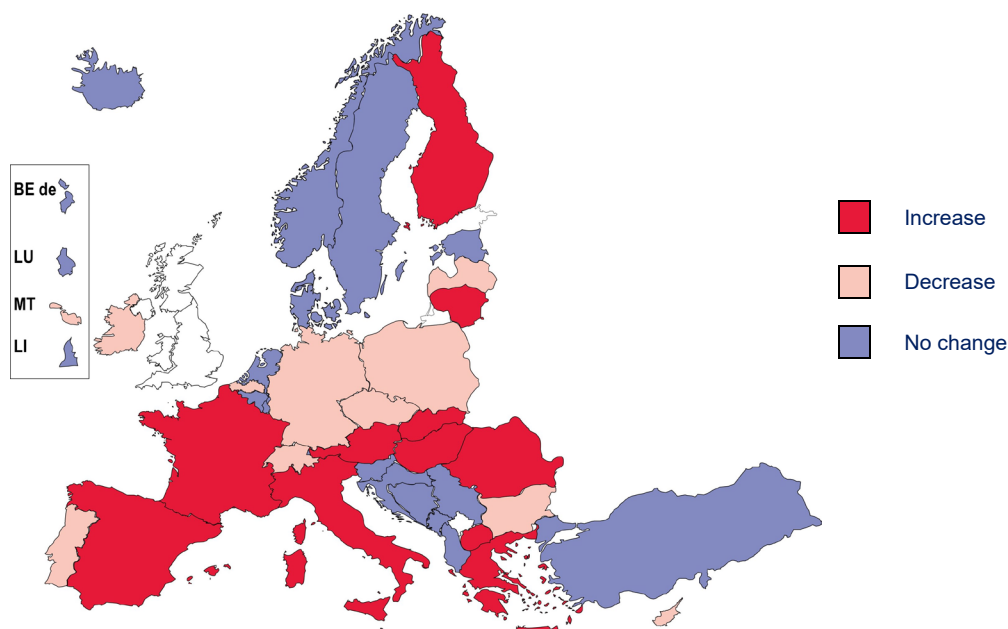 BE de
LU
MT
LI
Increase
Decrease
No change